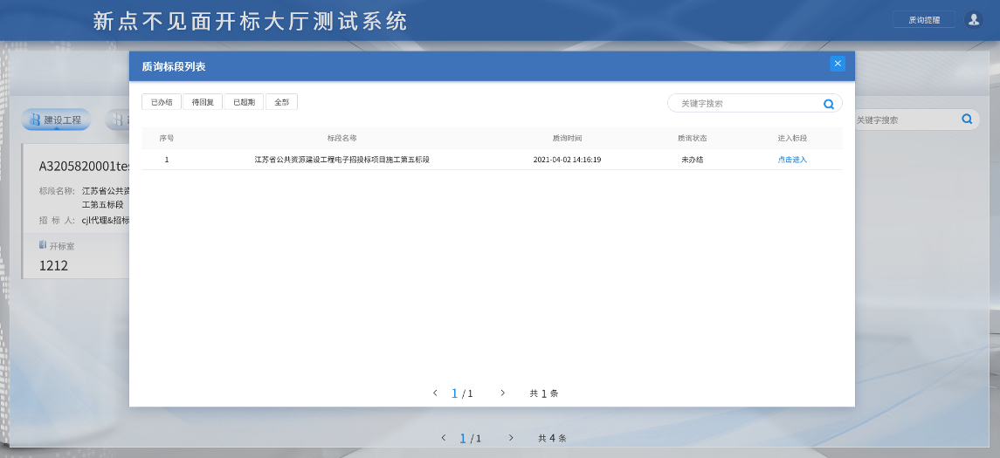 新点不见面开标大厅测试系统
质询提醒
质询标段列表
已办结 待回复 已超期 全部
关键字搜索
序号 标段名称 质询时间 质询状态 进入标段
1 江苏省公共资源建设工程电子招投标项目施工第五标段 2021-04-02 14:16:19 未办结 点击进入
1 / 1 共 1 条
建设工程
关键字搜索
A3205820001tes
标段名称: 江苏省公共资
工第五标段
招 标 人: cjl代理&招标
开标室
1212
1 / 1 共 4 条